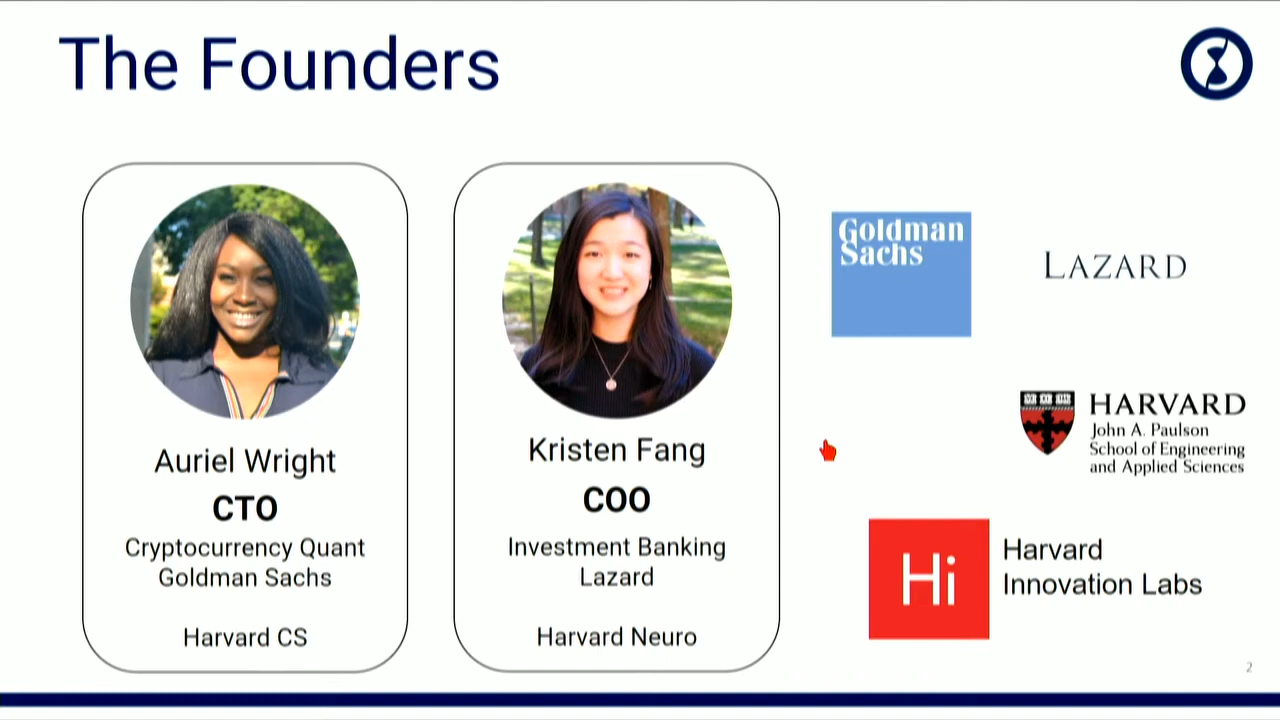 The Founders
Auriel Wright
CTO
Cryptocurrency Quant
Goldman Sachs
Harvard CS
Kristen Fang
COO
Investment Banking
Lazard
Harvard Neuro
Goldman
Sachs
LAZARD
HARVARD
John A. Paulson
School of Engineering
and Applied Sciences
Hi
Harvard
Innovation Labs
2